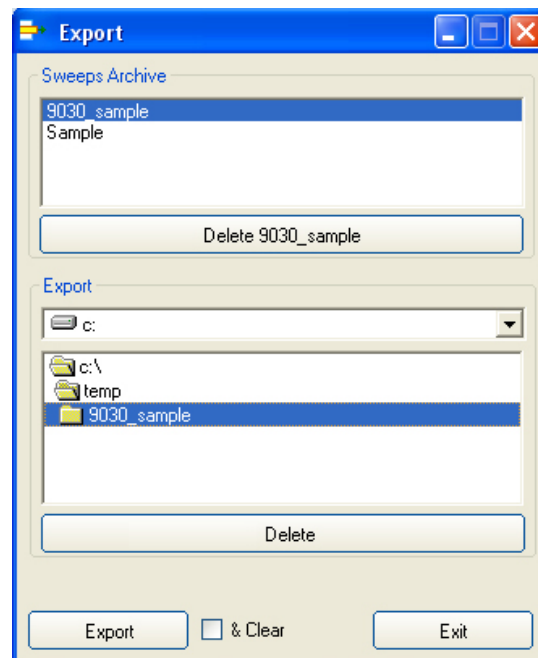 Export
Sweeps Archive
9030_sample
Sample
Delete 9030_sample
Export
c:
c:\
temp
9030_sample
Delete
Export & Clear Exit